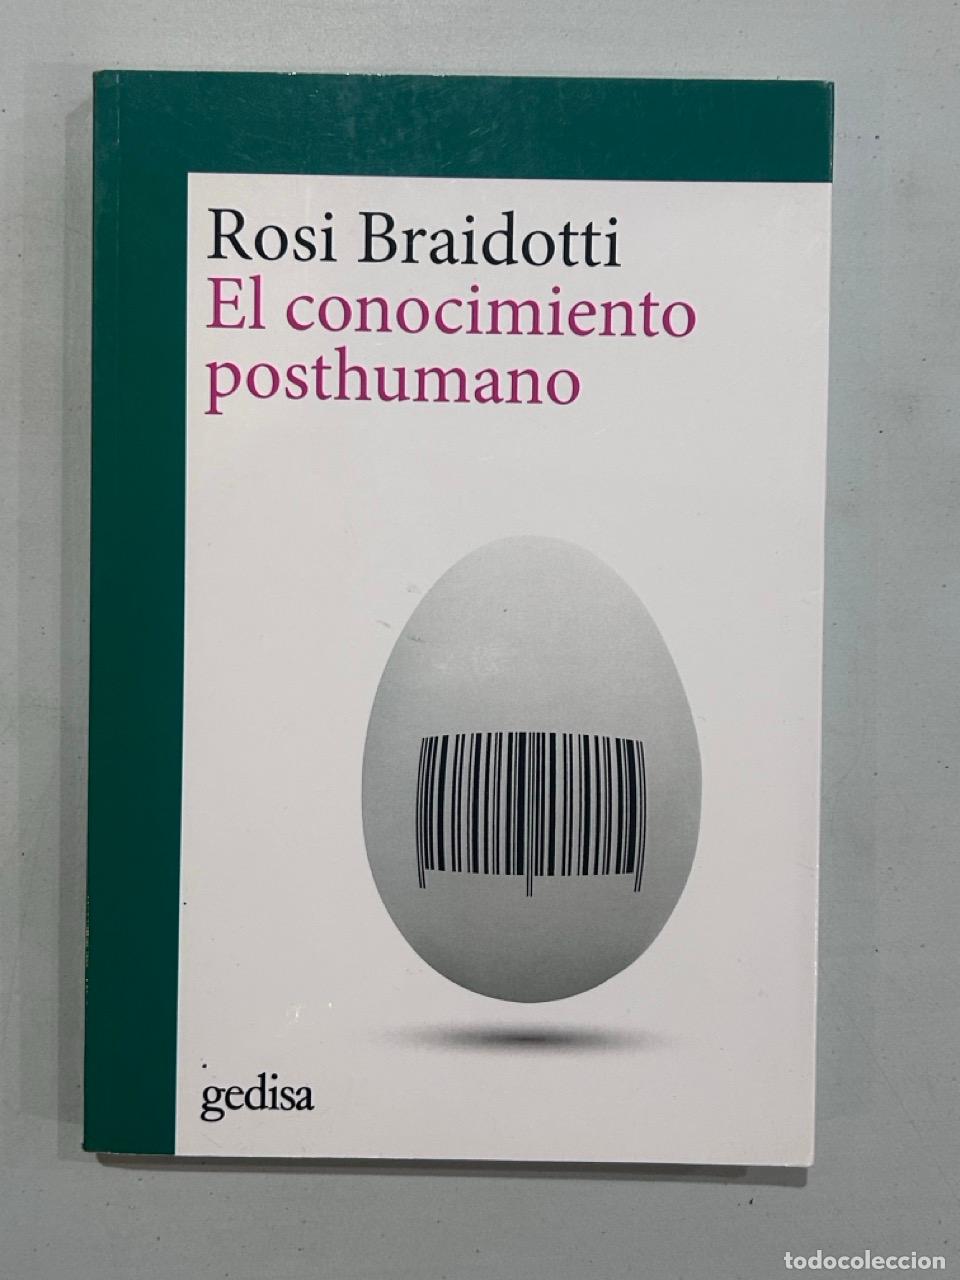 Rosi Braidotti
El conocimiento
posthumano
gedisa
todocoleccion